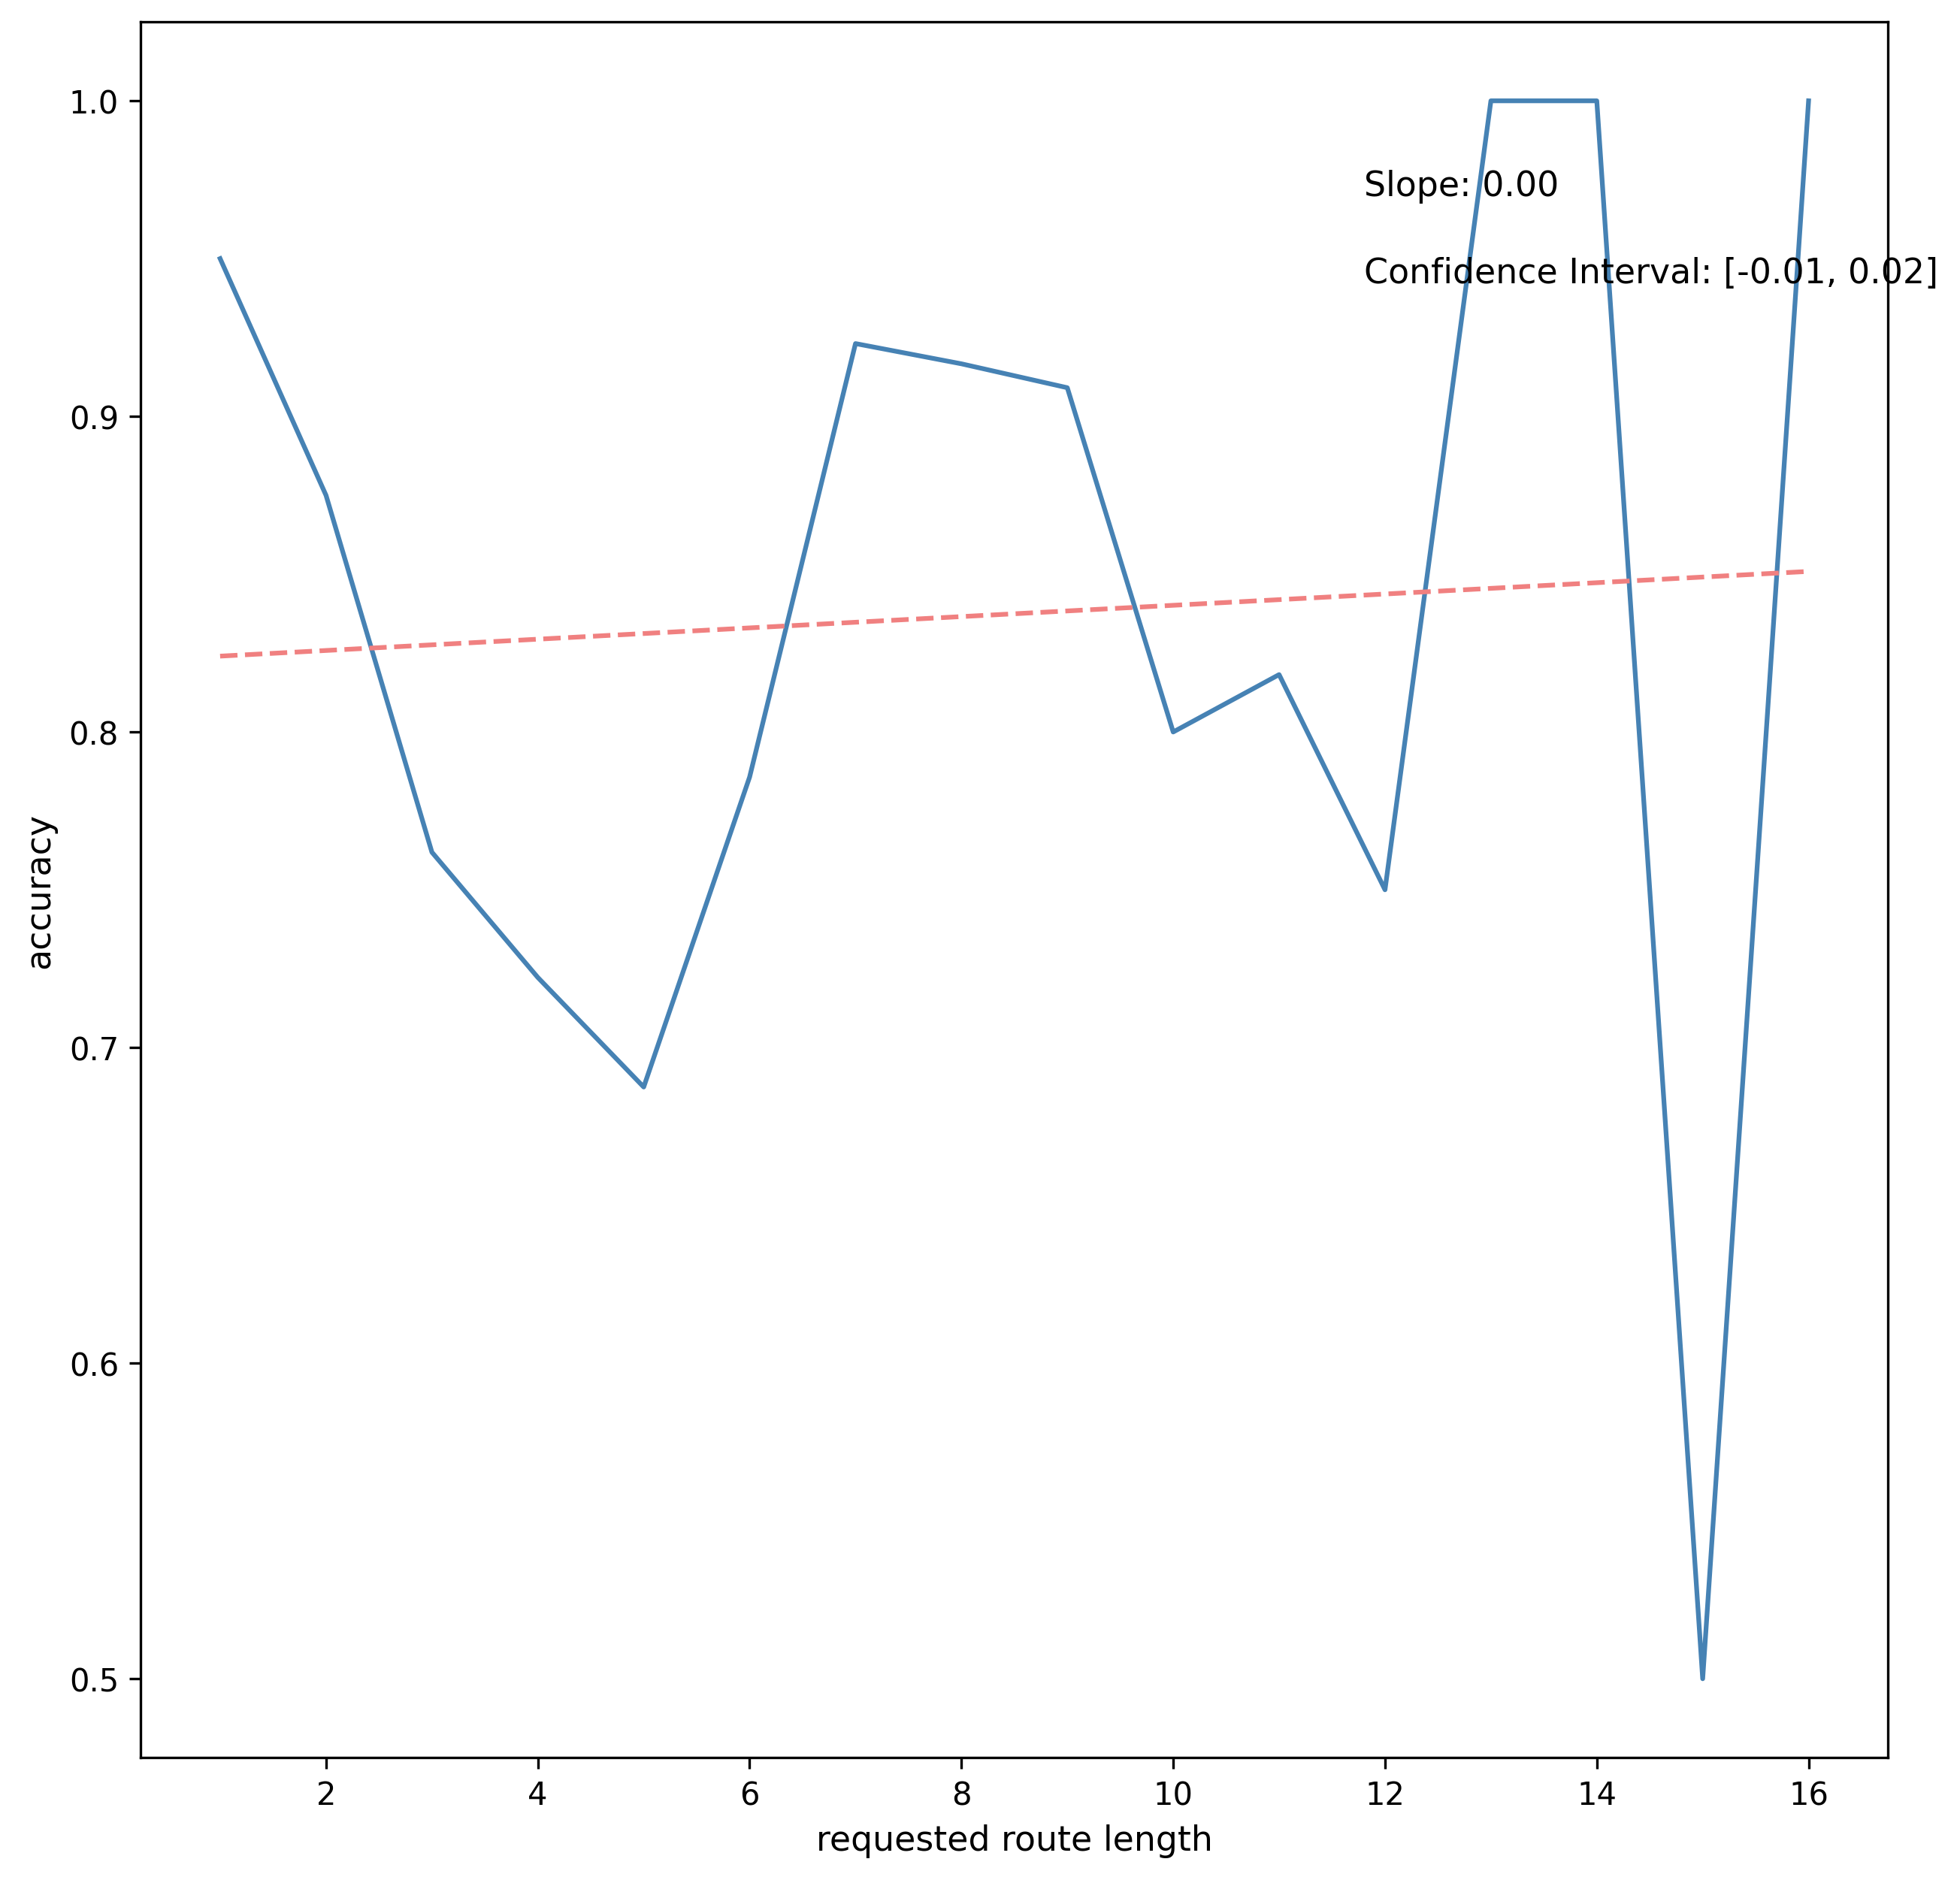 1.0
0.9
0.8
0.7
0.6
0.5
accuracy
Slope: 0.00
Confidence Interval: [-0.01, 0.02]
2 4 6 8 10 12 14 16
requested route length